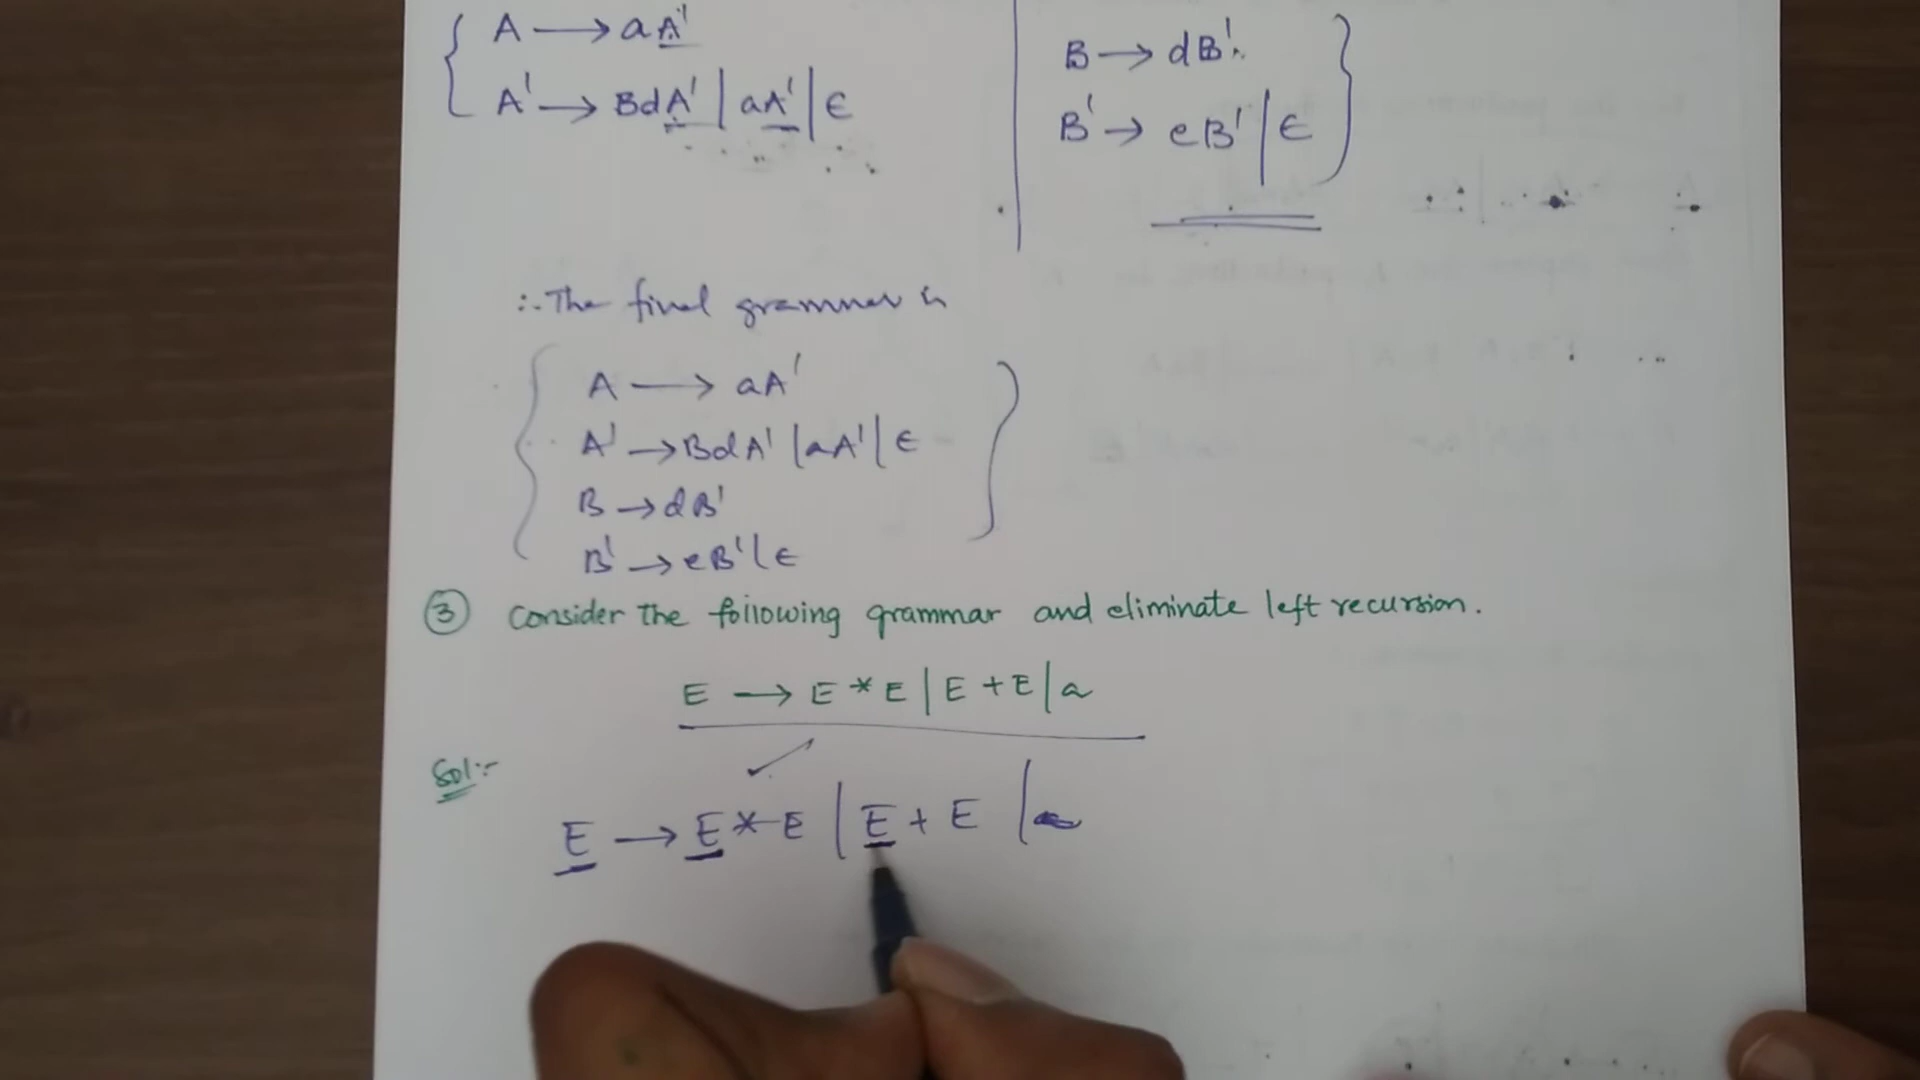 A → aA'
A' → BdA' | aA' | ϵ
B → dB'
B' → eB' | ϵ
∴ The final grammer is
A → aA'
A' → BdA' | aA' | ϵ
B → dB'
B' → eB' | ϵ
③ Consider the following grammar and eliminate left recursion.
E → E * E | E + E | a
Sol:-
E → E * E | E + E | a